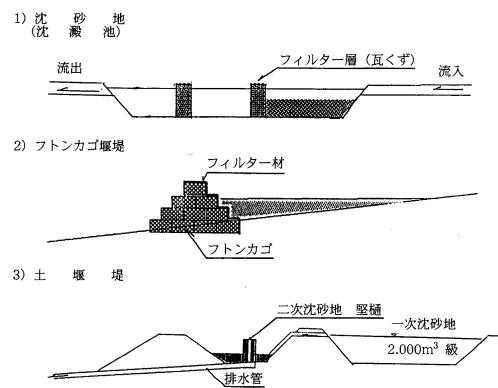 1) 沈砂地
(沈澱池)
フィルター層（瓦くず）
流出
流入
2) フトンカゴ堰堤
フィルター材
フトンカゴ
3) 土堰堤
二次沈砂地 竪樋
一次沈砂地
2.000m³ 級
排水管